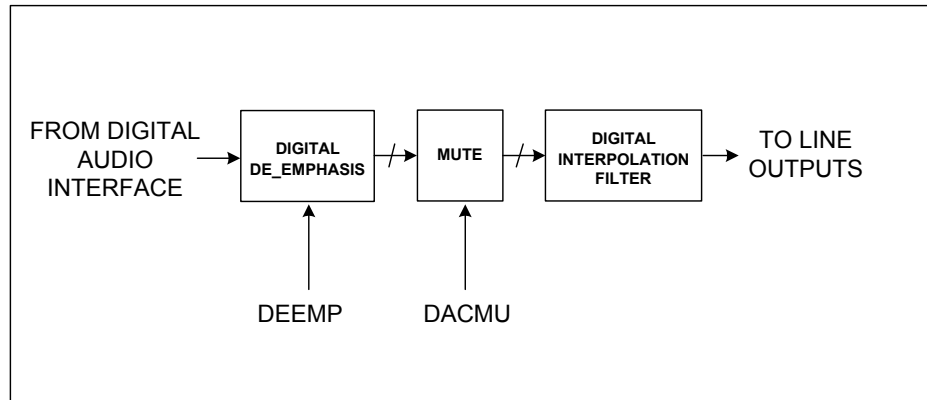 FROM DIGITAL
AUDIO
INTERFACE
DIGITAL
DE_EMPHASIS
MUTE
DIGITAL
INTERPOLATION
FILTER
TO LINE
OUTPUTS
DEEMP
DACMU